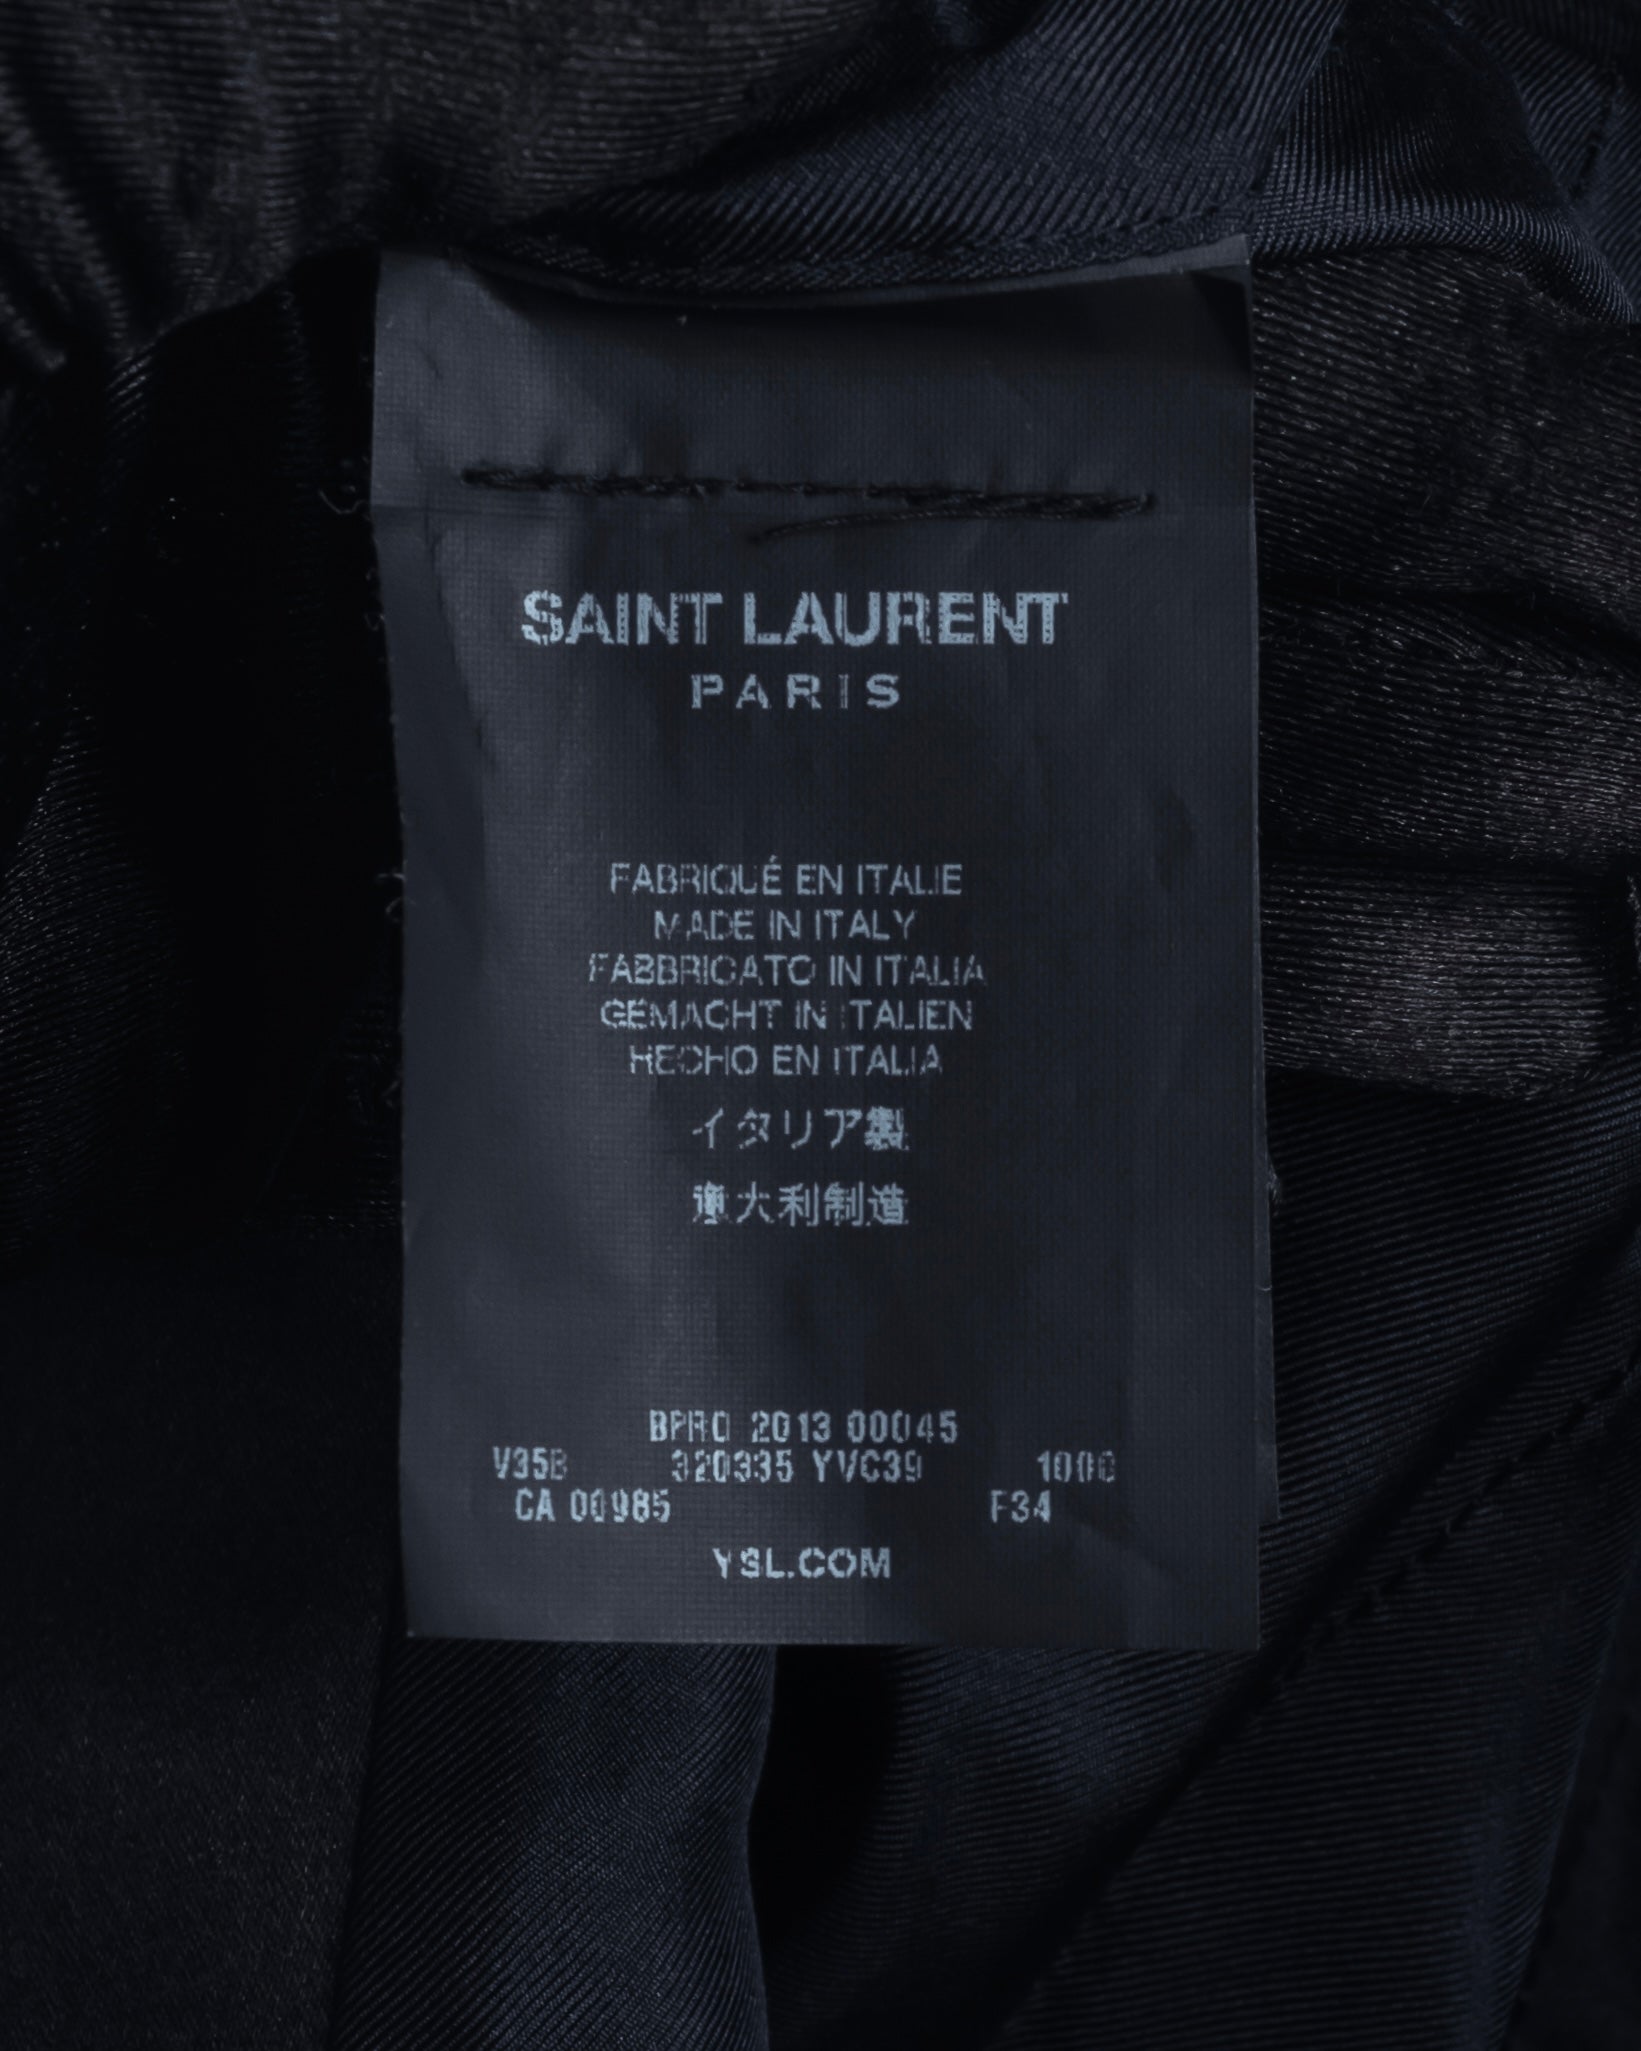 SAINT LAURENT
PARIS
FABRIQUÉ EN ITALIE
MADE IN ITALY
FABBRICATO IN ITALIA
GEMACHT IN ITALIEN
HECHO EN ITALIA
イタリア製
意大利制造
BPRO 2013 00045
V35B 320335 YVC39 1000
CA 00985 F34
YSL.COM